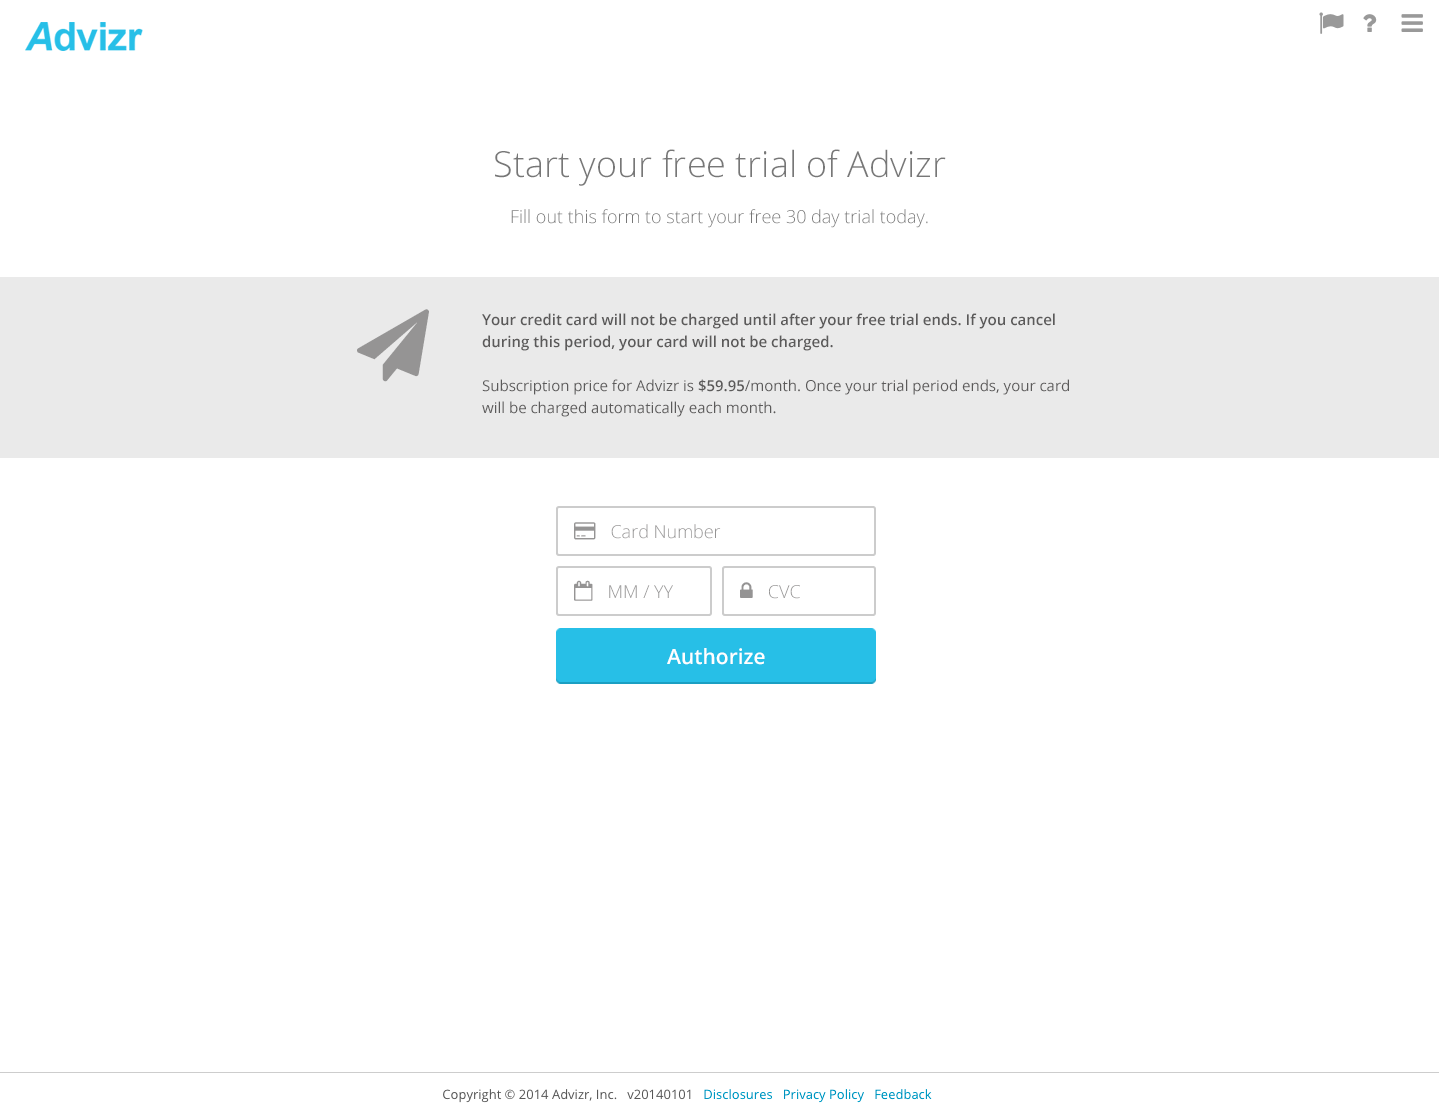 Advizr
Start your free trial of Advizr
Fill out this form to start your free 30 day trial today.
Your credit card will not be charged until after your free trial ends. If you cancel
during this period, your card will not be charged.
Subscription price for Advizr is $59.95/month. Once your trial period ends, your card
will be charged automatically each month.
Card Number
MM / YY
CVC
Authorize
Copyright © 2014 Advizr, Inc. v20140101 Disclosures Privacy Policy Feedback